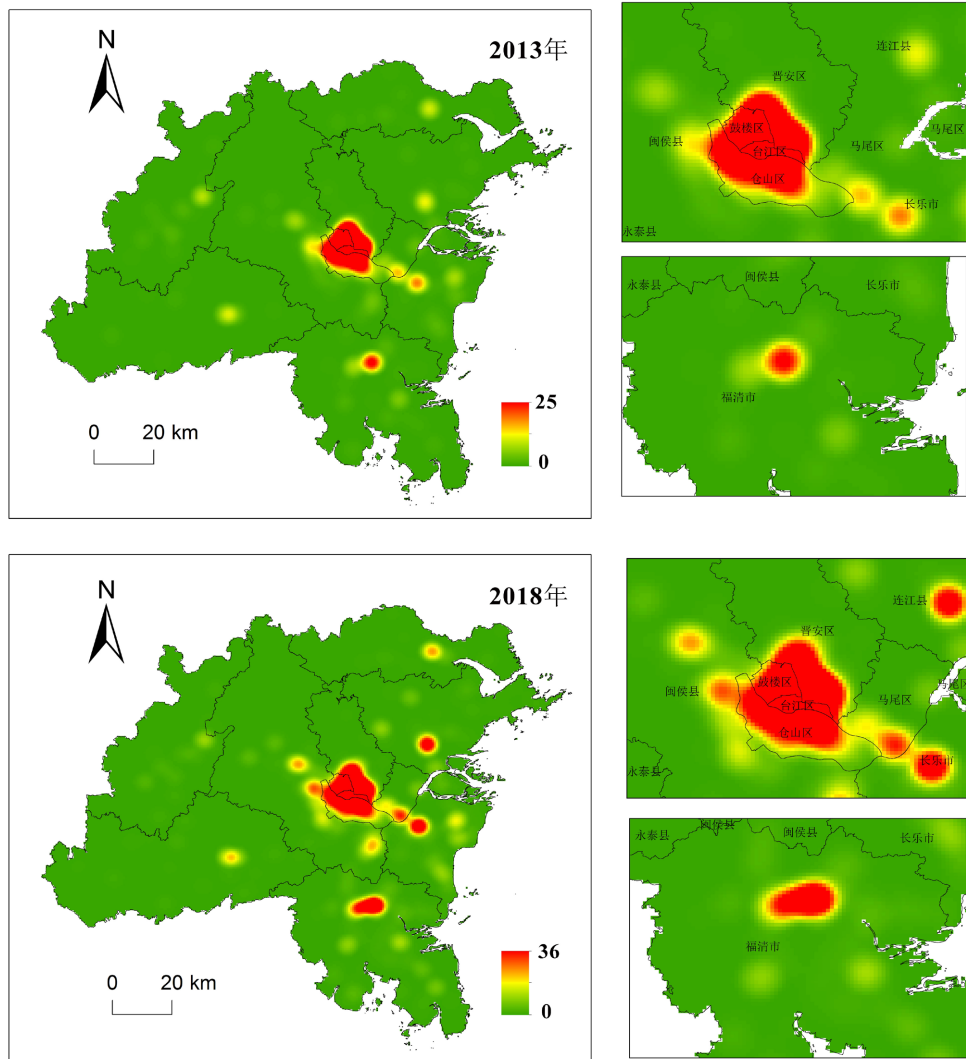 N
2013年
25
0
0 20 km
连江县
晋安区
鼓楼区
马尾区
闽侯县
台江区
马尾区
仓山区
长乐市
永泰县
闽侯县
永泰县
长乐市
福清市
N
2018年
36
0
0 20 km
连江县
晋安区
鼓楼区
马尾区
闽侯县
马尾区
台江区
仓山区
长乐市
永泰县
闽侯县
闽侯县
永泰县
长乐市
福清市